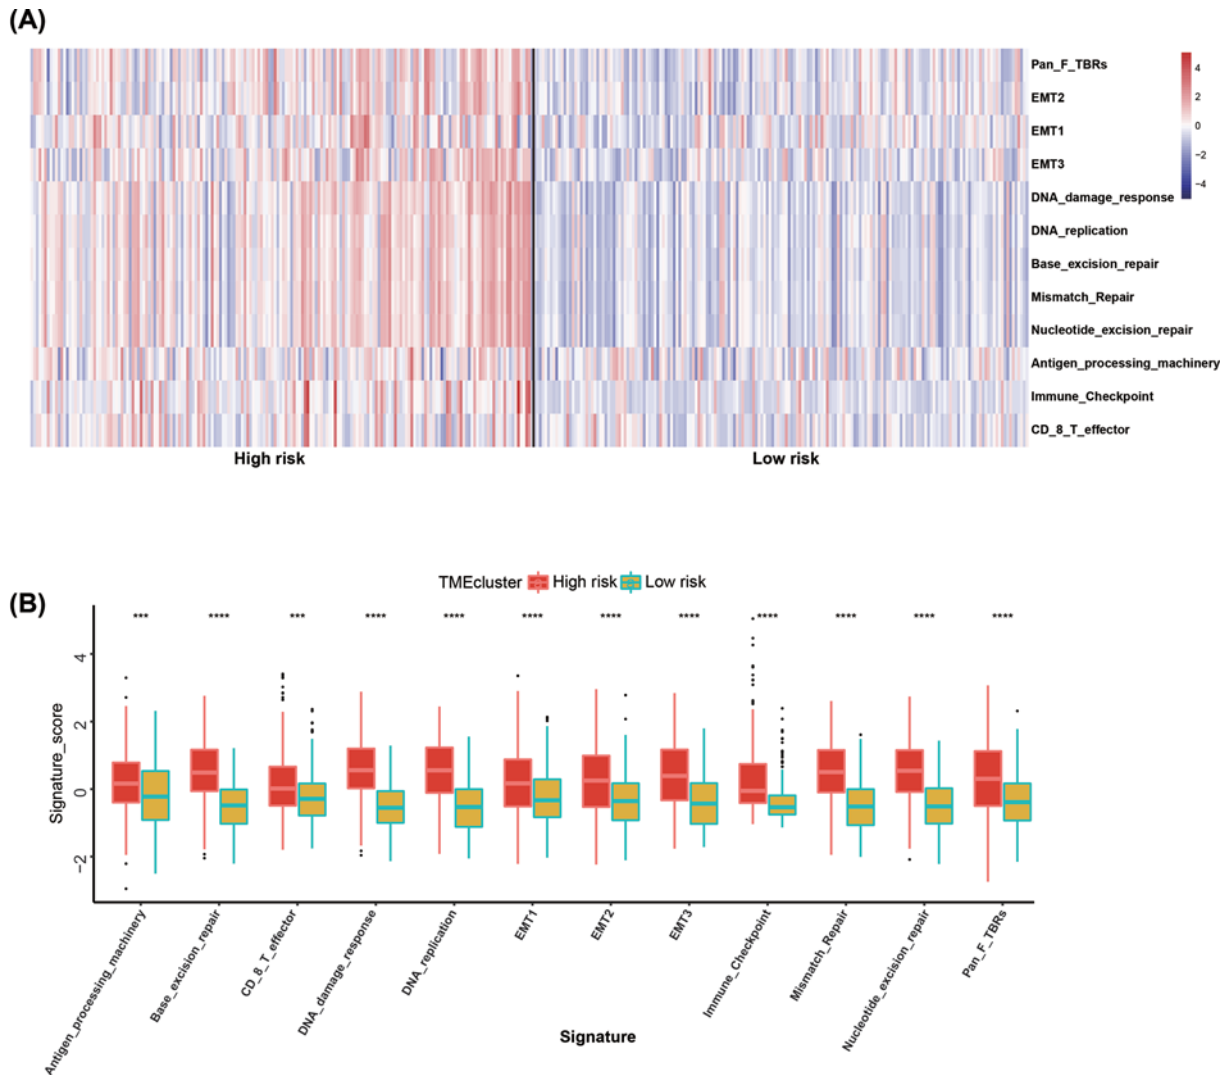 (A)
Pan_F_TBRs
EMT2
EMT1
EMT3
DNA_damage_response
DNA_replication
Base_excision_repair
Mismatch_Repair
Nucleotide_excision_repair
Antigen_processing_machinery
Immune_Checkpoint
CD_8_T_effector
4
2
0
−2
−4
High risk Low risk
TMEcluster High risk Low risk
(B)
*** **** *** **** **** **** **** **** **** **** **** ****
Signature_score
4
2
0
−2
Antigen_processing_machinery
Base_excision_repair
CD_8_T_effector
DNA_damage_response
DNA_replication
EMT1
EMT2
EMT3
Immune_Checkpoint
Mismatch_Repair
Nucleotide_excision_repair
Pan_F_TBRs
Signature